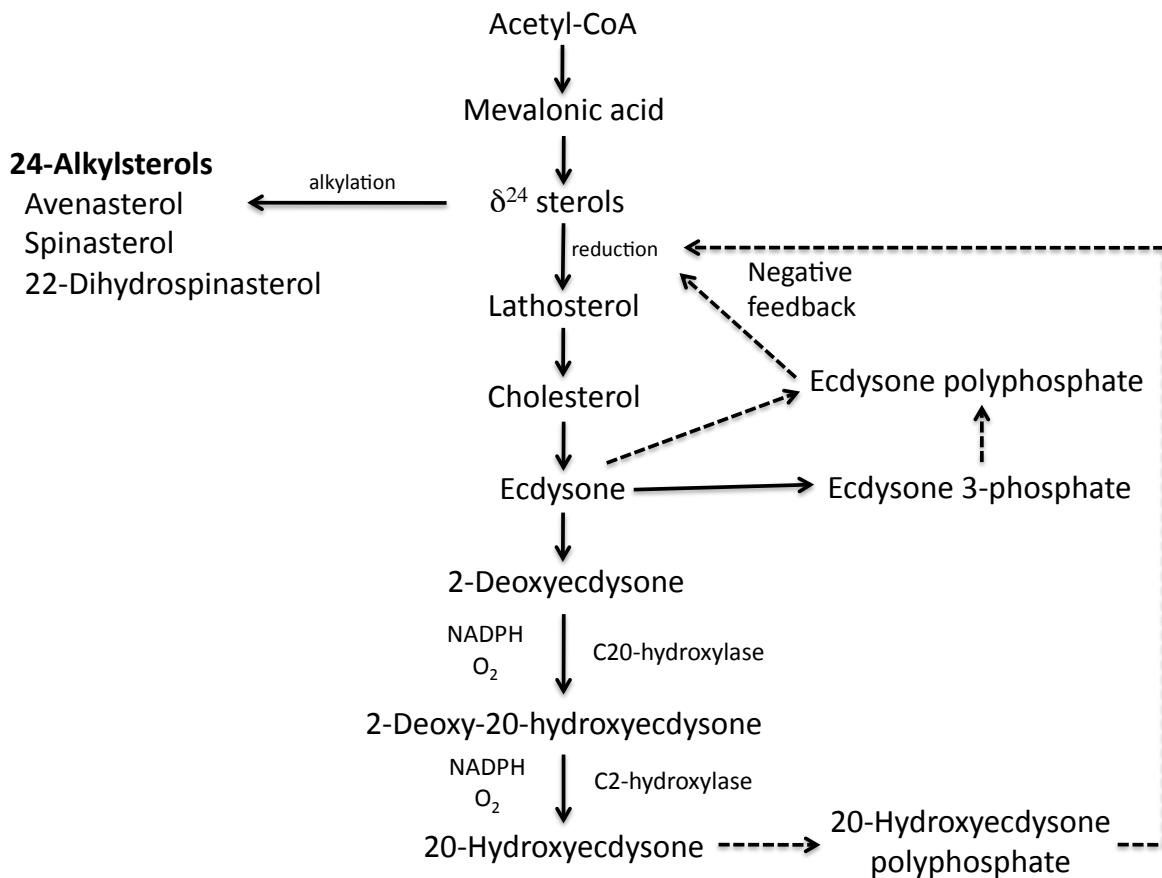 Acetyl-CoA
Mevalonic acid
24-Alkylsterols
Avenasterol
Spinasterol
22-Dihydrospinasterol
alkylation
δ²⁴ sterols
reduction
Negative
feedback
Lathosterol
Ecdysone polyphosphate
Cholesterol
Ecdysone
Ecdysone 3-phosphate
2-Deoxyecdysone
NADPH
O₂
C20-hydroxylase
2-Deoxy-20-hydroxyecdysone
NADPH
O₂
C2-hydroxylase
20-Hydroxyecdysone
20-Hydroxyecdysone
polyphosphate